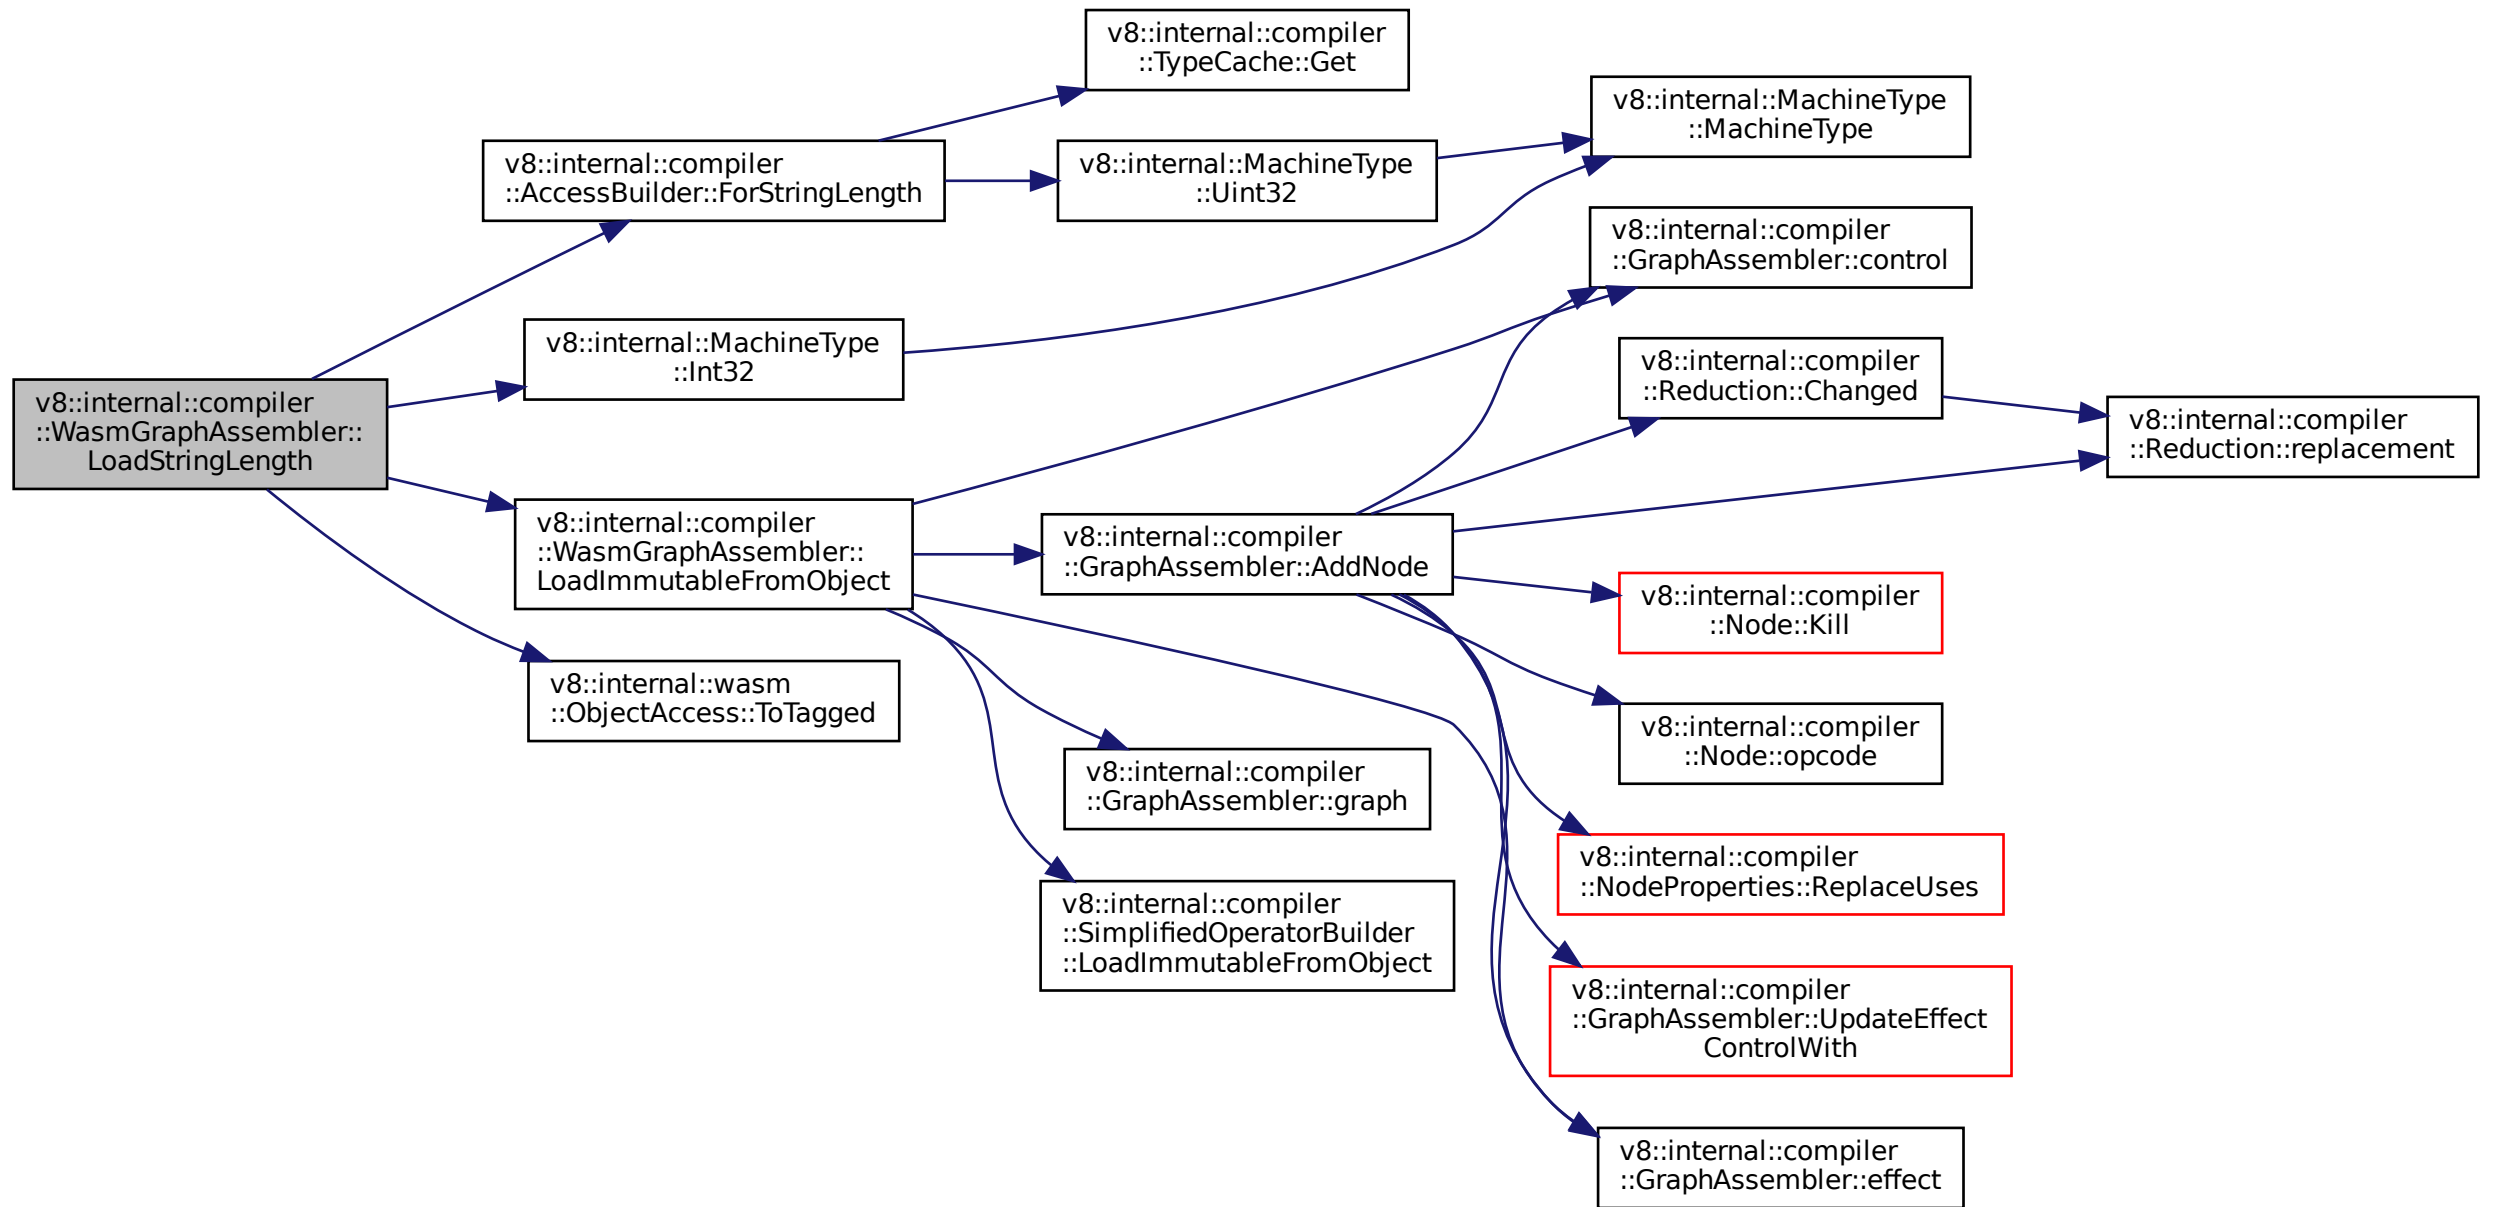 v8::internal::compiler
::WasmGraphAssembler::
LoadStringLength
v8::internal::compiler
::AccessBuilder::ForStringLength
v8::internal::MachineType
::Int32
v8::internal::compiler
::WasmGraphAssembler::
LoadImmutableFromObject
v8::internal::wasm
::ObjectAccess::ToTagged
v8::internal::compiler
::TypeCache::Get
v8::internal::MachineType
::Uint32
v8::internal::compiler
::GraphAssembler::AddNode
v8::internal::compiler
::GraphAssembler::graph
v8::internal::compiler
::SimplifiedOperatorBuilder
::LoadImmutableFromObject
v8::internal::MachineType
::MachineType
v8::internal::compiler
::GraphAssembler::control
v8::internal::compiler
::Reduction::Changed
v8::internal::compiler
::Node::Kill
v8::internal::compiler
::Node::opcode
v8::internal::compiler
::NodeProperties::ReplaceUses
v8::internal::compiler
::GraphAssembler::UpdateEffect
ControlWith
v8::internal::compiler
::GraphAssembler::effect
v8::internal::compiler
::Reduction::replacement